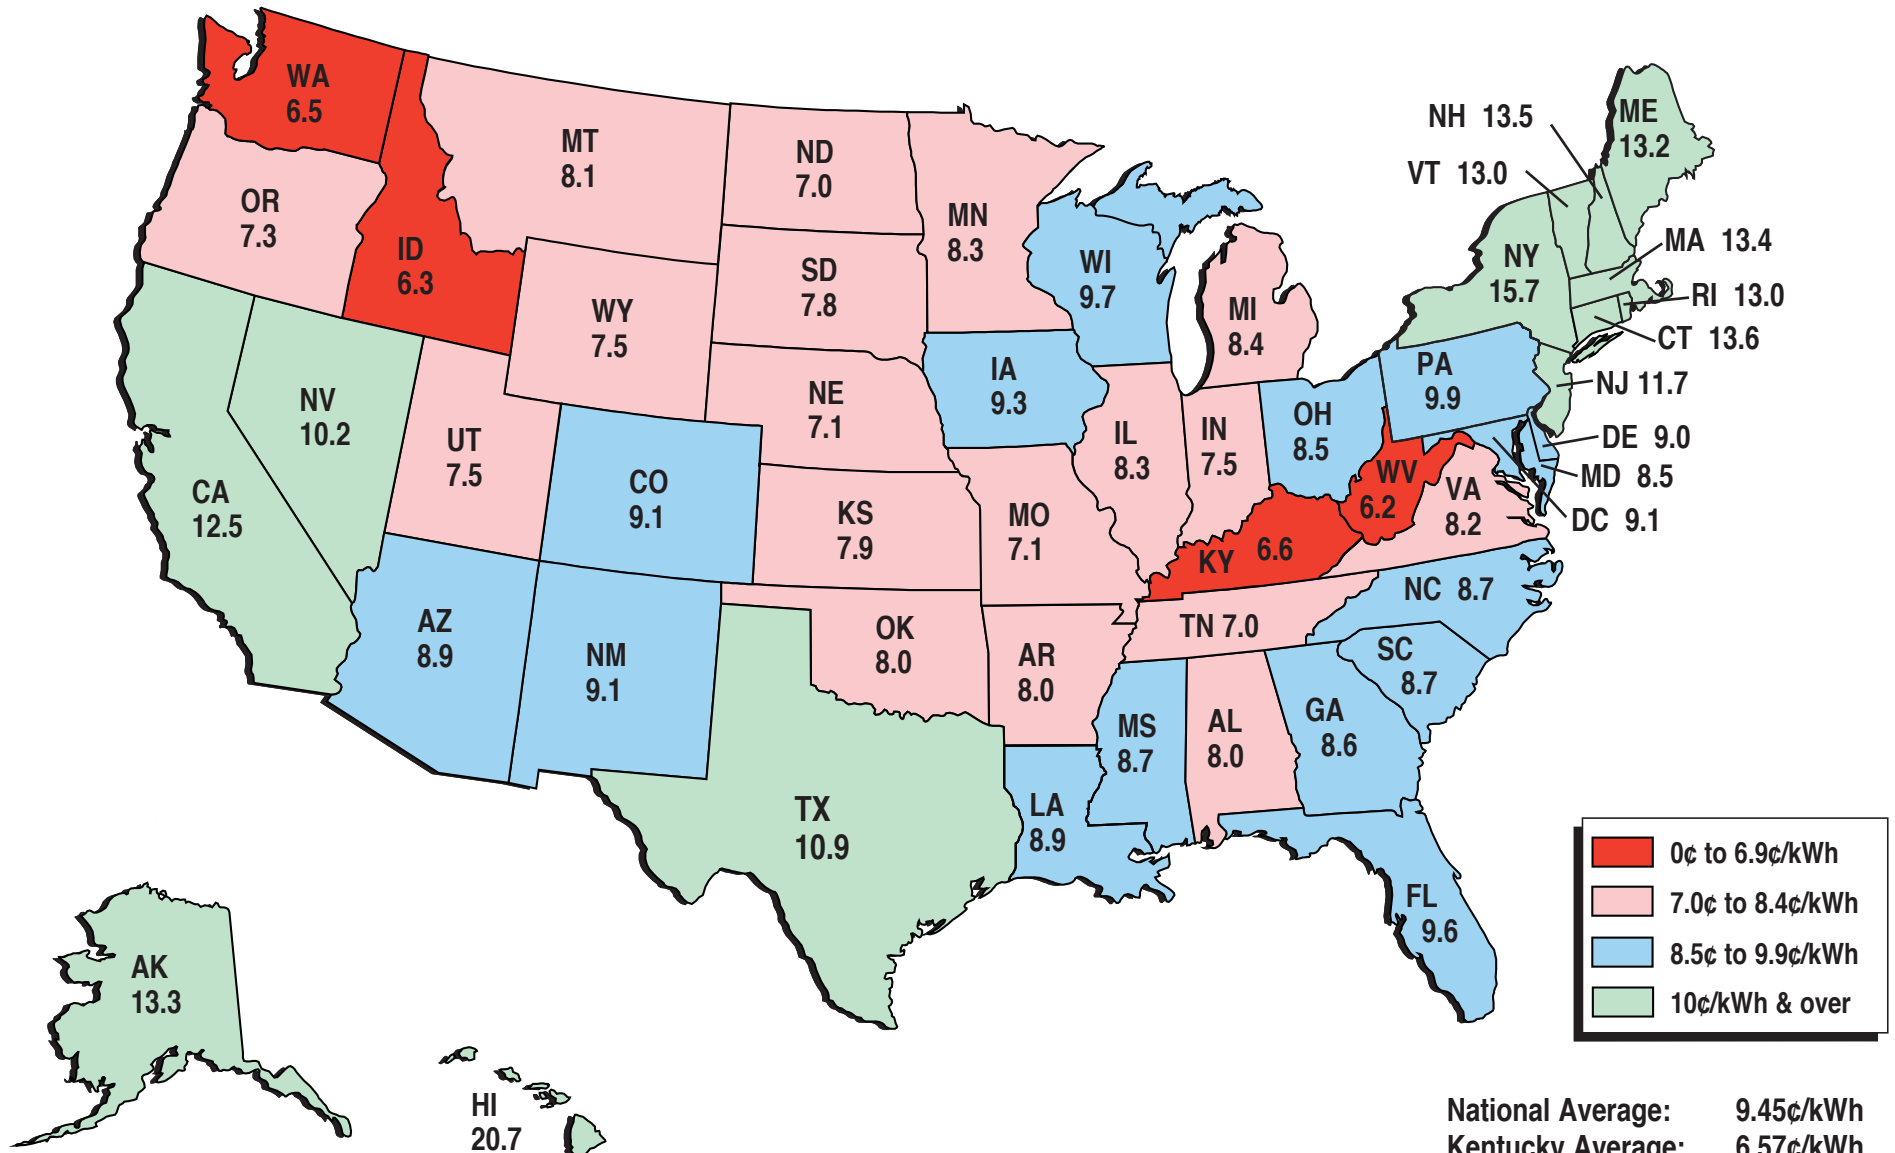 WA
6.5
OR
7.3
ID
6.3
MT
8.1
ND
7.0
MN
8.3
SD
7.8
WY
7.5
WI
9.7
MI
8.4
NH 13.5
ME
13.2
VT 13.0
NY
15.7
MA 13.4
RI 13.0
CT 13.6
NJ 11.7
PA
9.9
DE 9.0
MD 8.5
DC 9.1
NV
10.2
CA
12.5
UT
7.5
CO
9.1
NE
7.1
IA
9.3
KS
7.9
MO
7.1
IL
8.3
IN
7.5
OH
8.5
WV
6.2
VA
8.2
KY 6.6
TN 7.0
NC 8.7
SC
8.7
AZ
8.9
NM
9.1
OK
8.0
AR
8.0
MS
8.7
AL
8.0
GA
8.6
TX
10.9
LA
8.9
FL
9.6
AK
13.3
HI
20.7
0¢ to 6.9¢/kWh
7.0¢ to 8.4¢/kWh
8.5¢ to 9.9¢/kWh
10¢/kWh & over
National Average: 9.45¢/kWh
Kentucky Average: 6.57¢/kWh